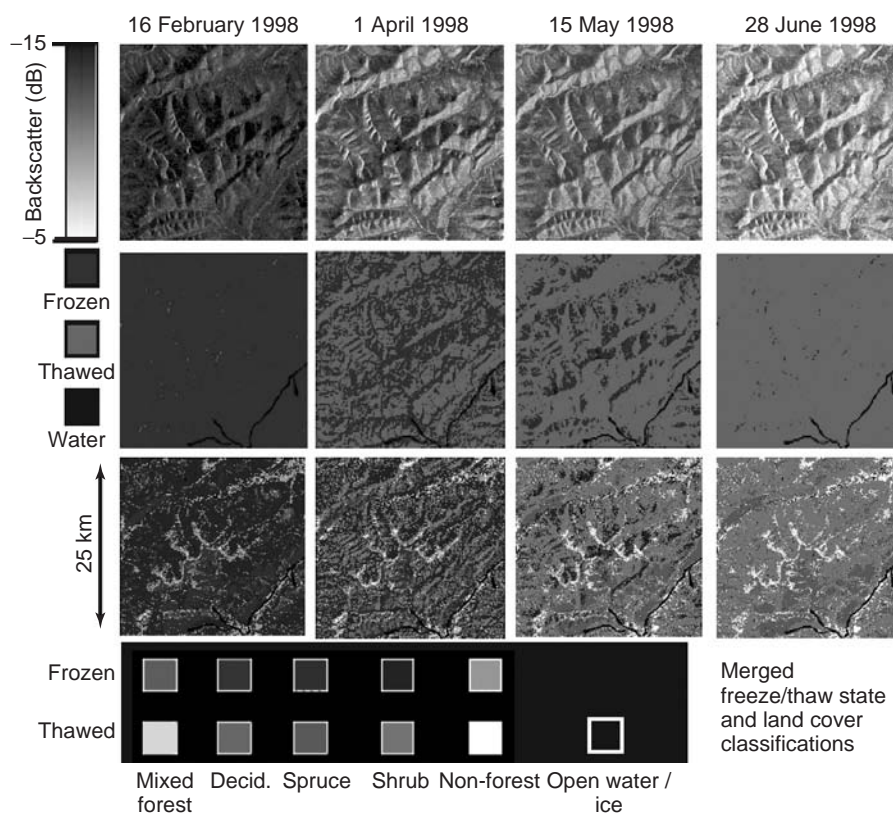 16 February 1998
1 April 1998
15 May 1998
28 June 1998
–15
Backscatter (dB)
–5
Frozen
Thawed
Water
25 km
Frozen
Thawed
Mixed
forest
Decid.
Spruce
Shrub
Non-forest
Open water /
ice
Merged
freeze/thaw state
and land cover
classifications